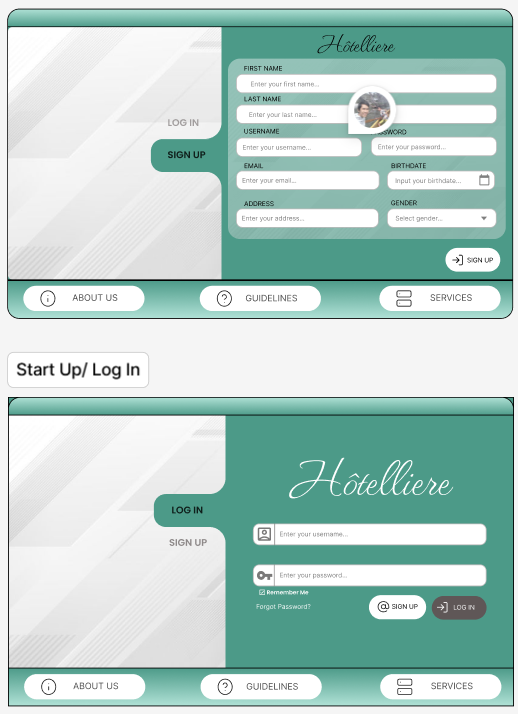 Hôtelliere
FIRST NAME
Enter your first name...
LAST NAME
Enter your last name...
LOG IN
USERNAME
Enter your username...
Enter your password...
SIGN UP
EMAIL
BIRTHDATE
Enter your email...
Input your birthdate...
ADDRESS
GENDER
Enter your address...
Select gender...
SIGN UP
ABOUT US
GUIDELINES
SERVICES
Start Up/ Log In
Hôtelliere
LOG IN
SIGN UP
Enter your username...
Enter your password...
Remember Me
Forgot Password?
SIGN UP
LOG IN
ABOUT US
GUIDELINES
SERVICES